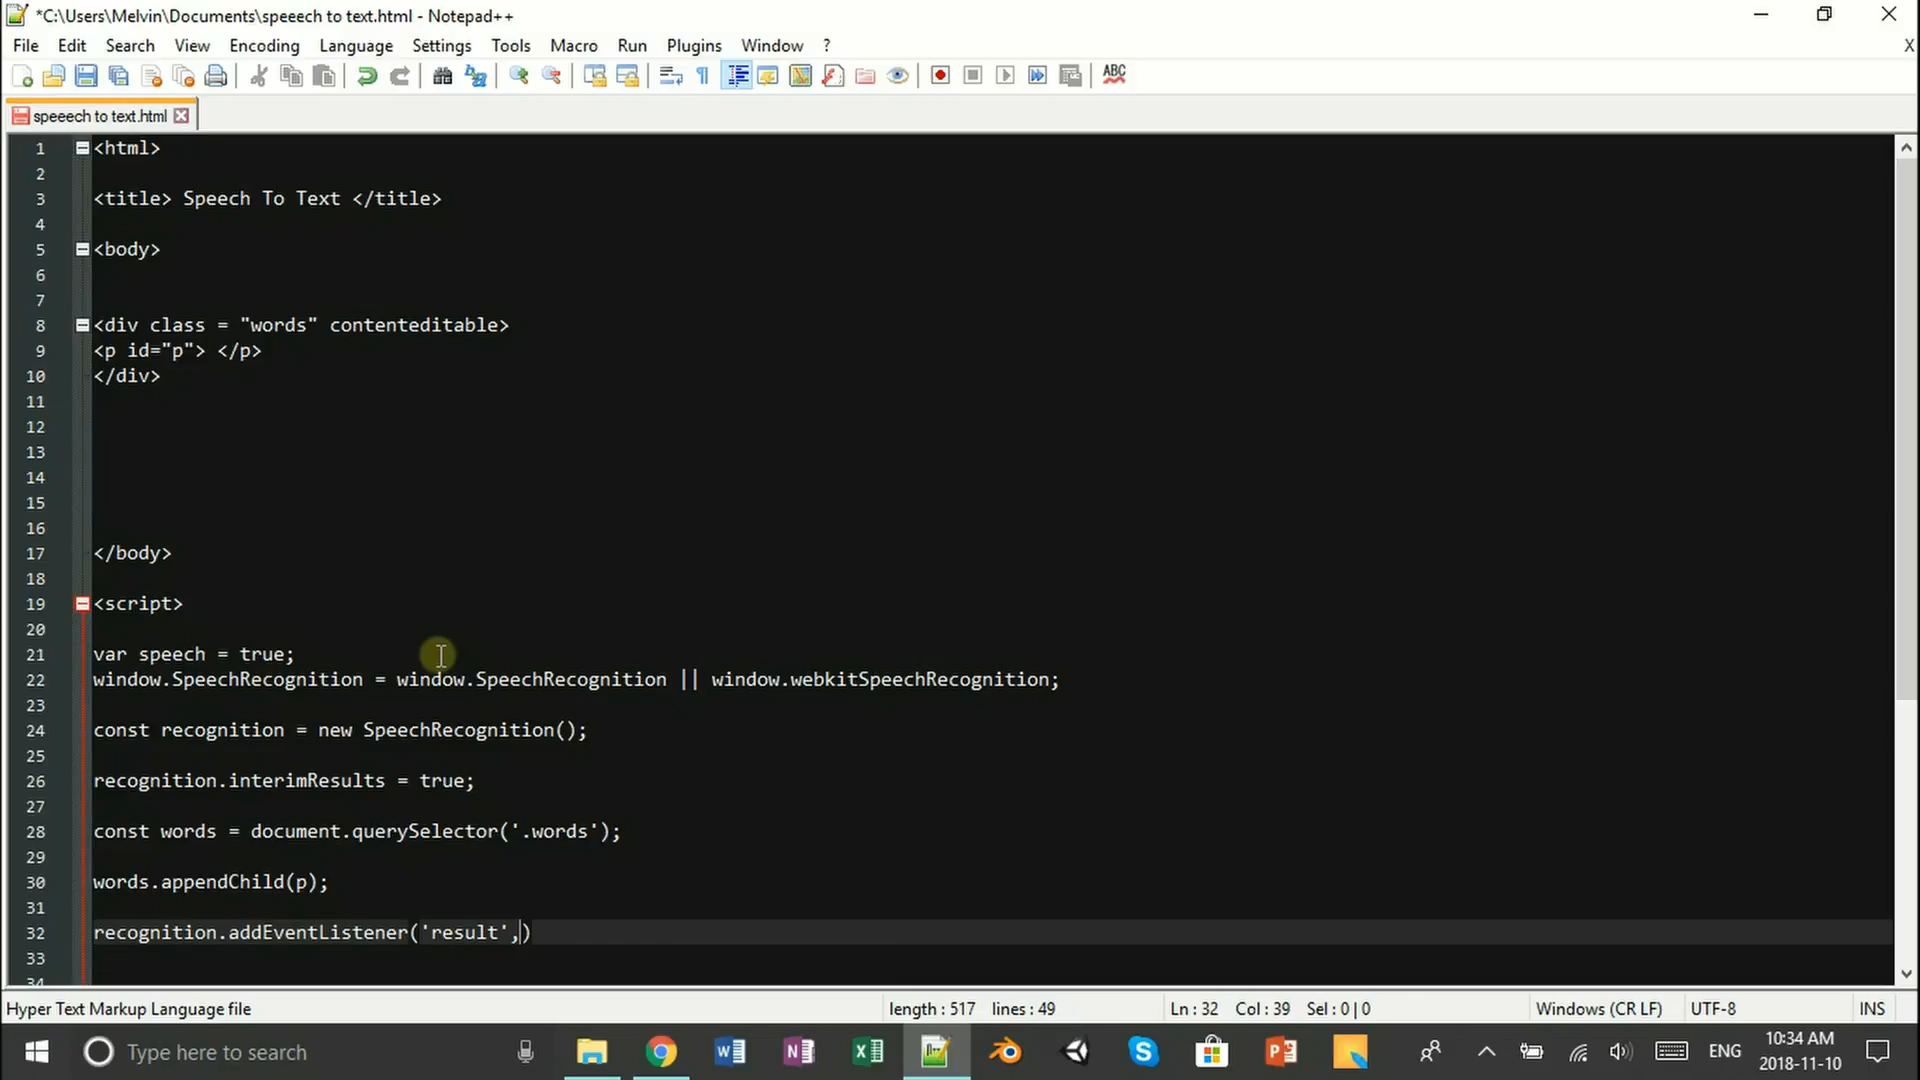 *C:\Users\Melvin\Documents\speeech to text.html - Notepad++
File Edit Search View Encoding Language Settings Tools Macro Run Plugins Window ? X
ABC
speeech to text.html
1 <html>
2
3 <title> Speech To Text </title>
4
5 <body>
6
7
8 <div class = "words" contenteditable>
9 <p id="p"> </p>
10 </div>
11
12
13
14
15
16
17 </body>
18
19 <script>
20
21 var speech = true;
22 window.SpeechRecognition = window.SpeechRecognition || window.webkitSpeechRecognition;
23
24 const recognition = new SpeechRecognition();
25
26 recognition.interimResults = true;
27
28 const words = document.querySelector('.words');
29
30 words.appendChild(p);
31
32 recognition.addEventListener('result',)
33
34
Hyper Text Markup Language file length : 517 lines : 49 Ln : 32 Col : 39 Sel : 0 | 0 Windows (CR LF) UTF-8 INS
Type here to search ENG 10:34 AM
2018-11-10